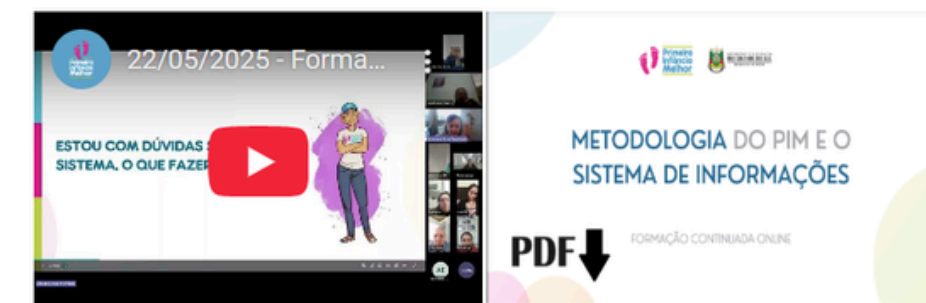 22/05/2025 - Forma...
Primeira
Infância
Melhor
ESTOU COM DÚVIDAS
SISTEMA, O QUE FAZER
AE
Primeira
Infância
Melhor
METODOLOGIA DO PIM E O
SISTEMA DE INFORMAÇÕES
FORMAÇÃO CONTINUADA ONLINE
PDF